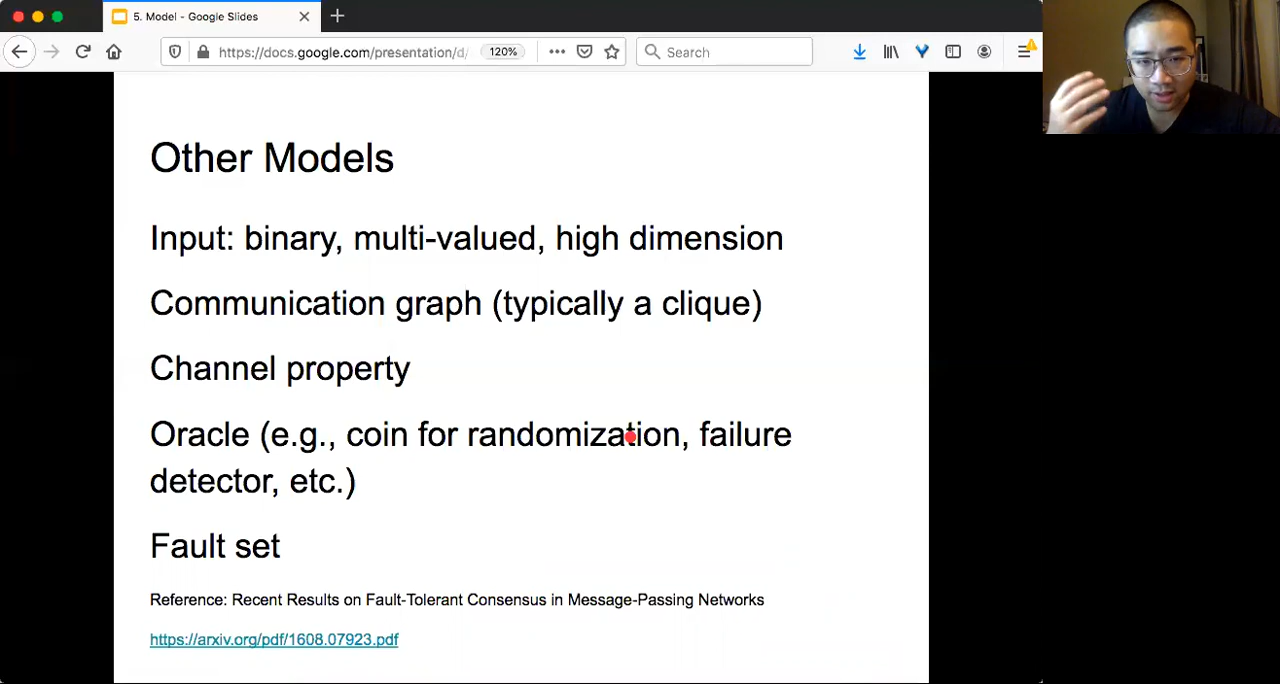 5. Model - Google Slides
https://docs.google.com/presentation/d/
120%
Search
Other Models
Input: binary, multi-valued, high dimension
Communication graph (typically a clique)
Channel property
Oracle (e.g., coin for randomization, failure
detector, etc.)
Fault set
Reference: Recent Results on Fault-Tolerant Consensus in Message-Passing Networks
https://arxiv.org/pdf/1608.07923.pdf